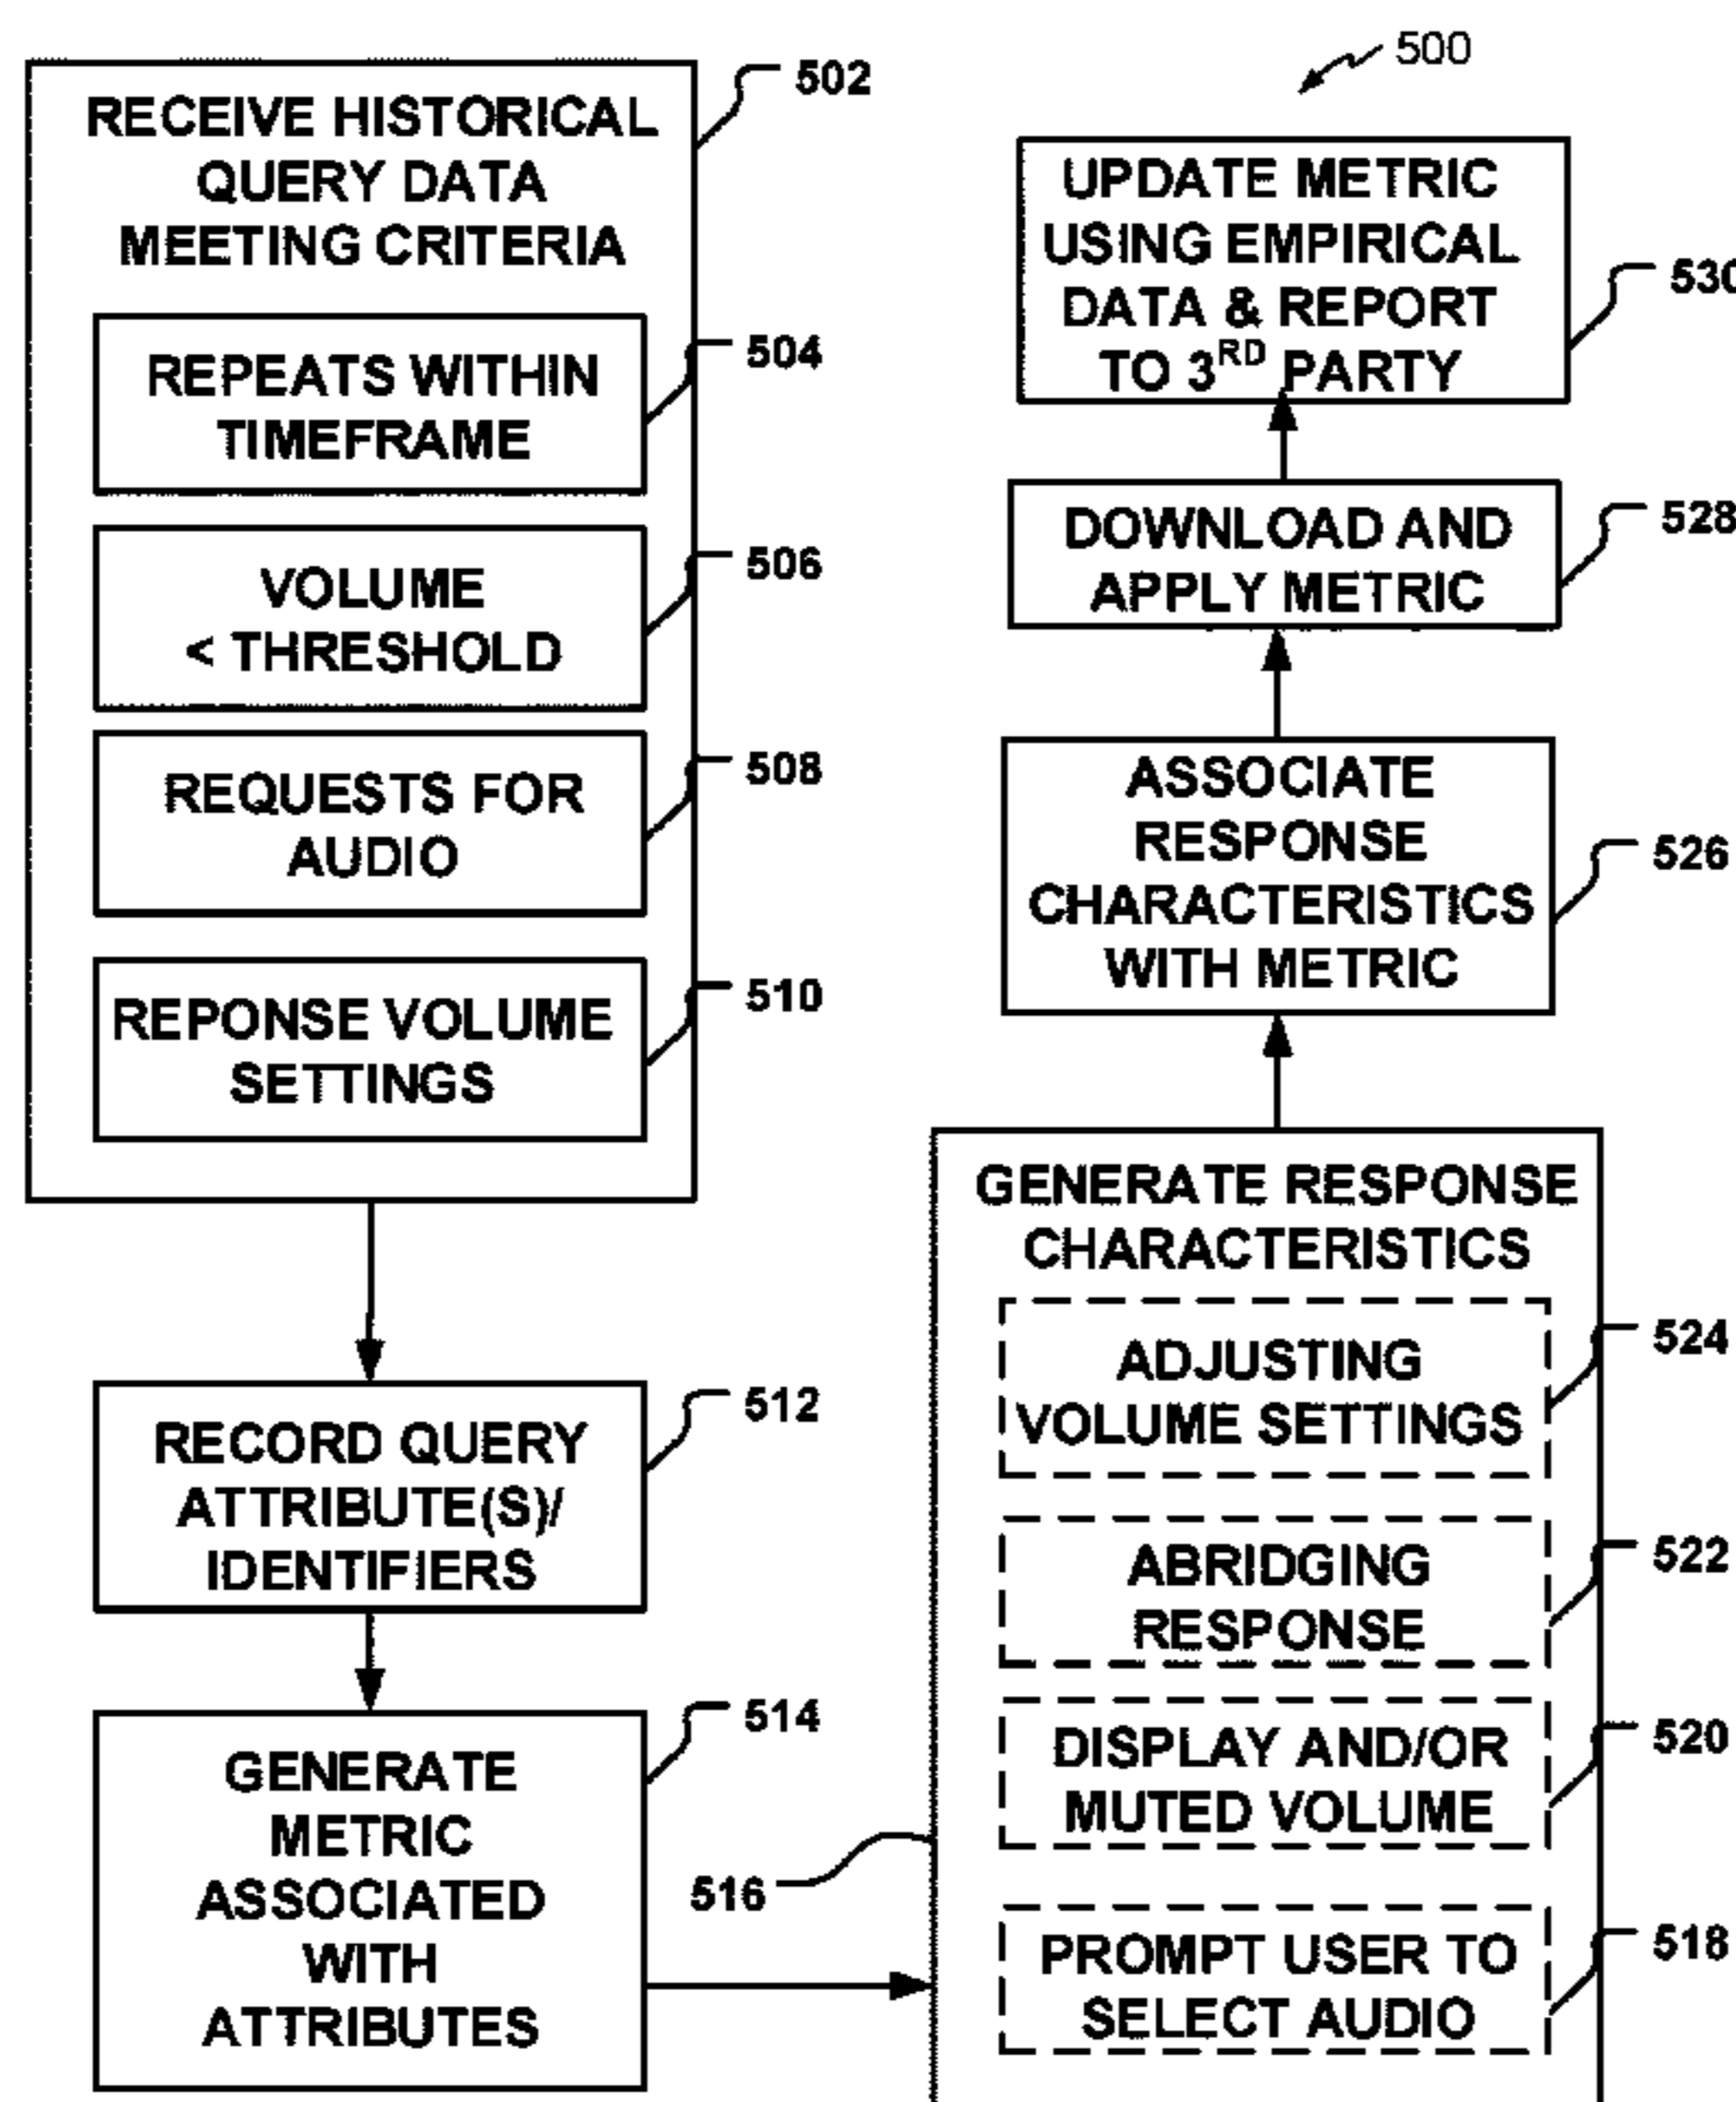 500
502
RECEIVE HISTORICAL
QUERY DATA
MEETING CRITERIA
504
REPEATS WITHIN
TIMEFRAME
506
VOLUME
< THRESHOLD
508
REQUESTS FOR
AUDIO
510
REPONSE VOLUME
SETTINGS
512
RECORD QUERY
ATTRIBUTE(S)/
IDENTIFIERS
514
GENERATE
METRIC
ASSOCIATED
WITH
ATTRIBUTES
516
GENERATE RESPONSE
CHARACTERISTICS
524
ADJUSTING
VOLUME SETTINGS
522
ABRIDGING
RESPONSE
520
DISPLAY AND/OR
MUTED VOLUME
518
PROMPT USER TO
SELECT AUDIO
526
ASSOCIATE
RESPONSE
CHARACTERISTICS
WITH METRIC
528
DOWNLOAD AND
APPLY METRIC
530
UPDATE METRIC
USING EMPIRICAL
DATA & REPORT
TO 3RD PARTY